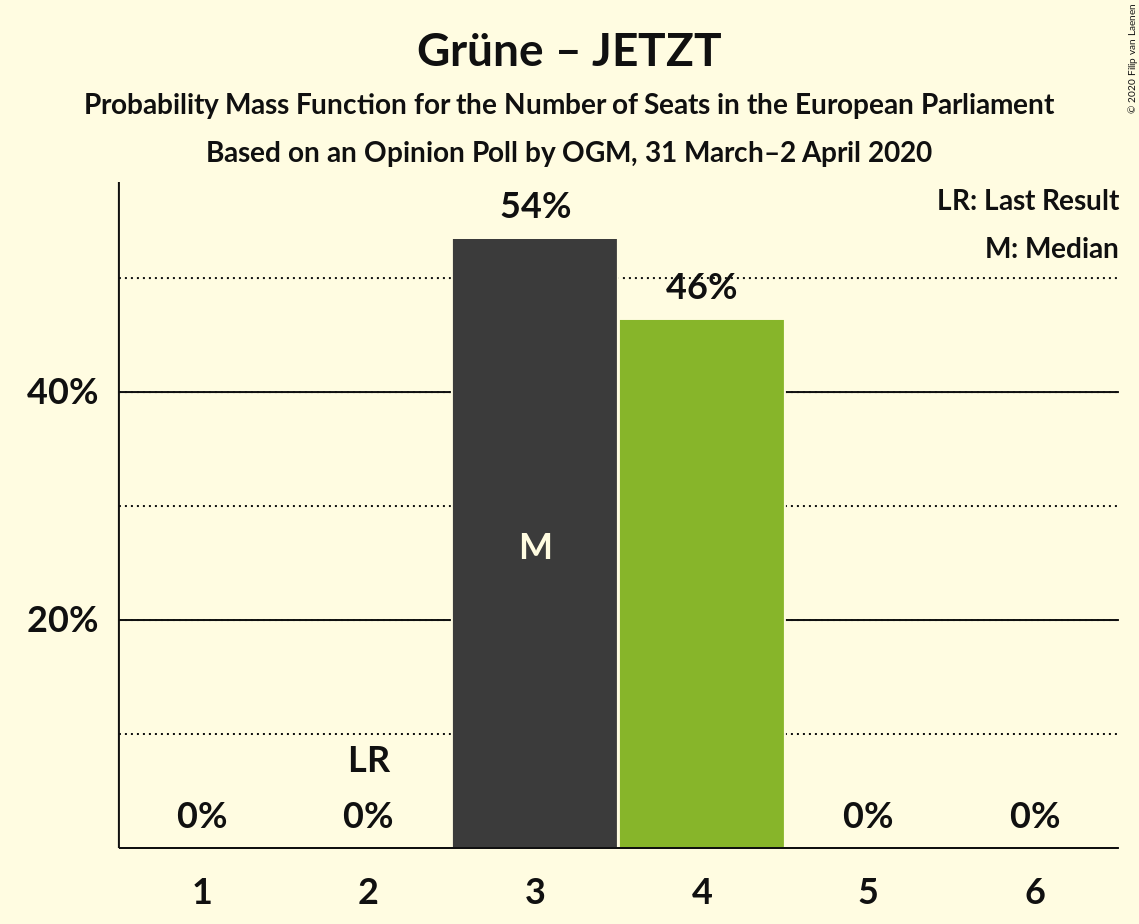 Grüne – JETZT
Probability Mass Function for the Number of Seats in the European Parliament
Based on an Opinion Poll by OGM, 31 March–2 April 2020
© 2020 Filip van Laenen
LR: Last Result
M: Median
54%
46%
40%
M
20%
LR
0% 0% 0% 0%
1 2 3 4 5 6